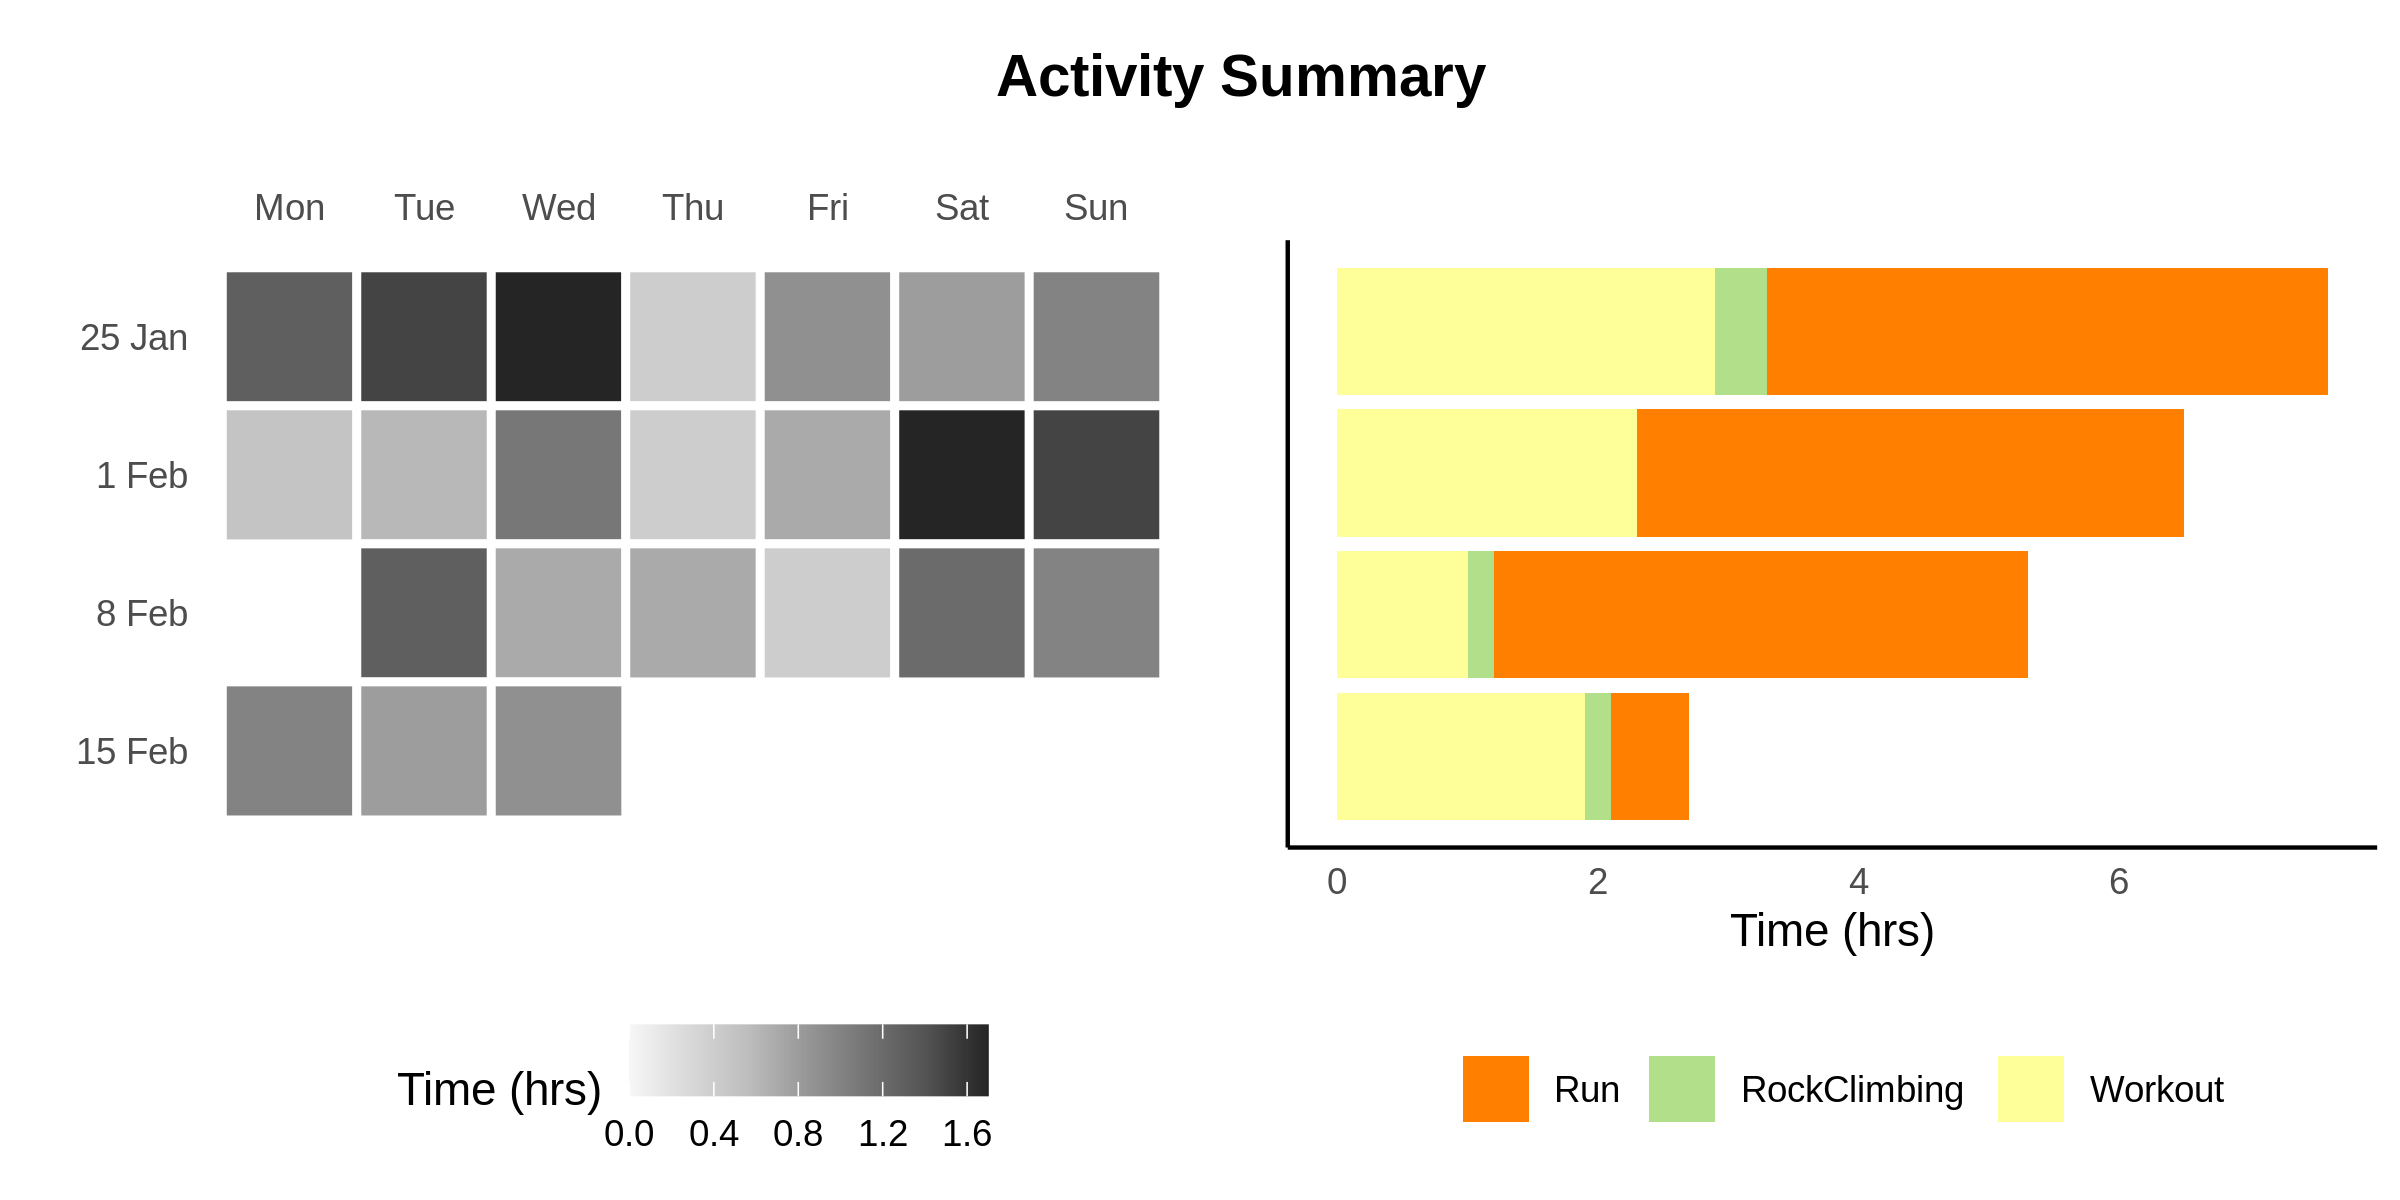 Activity Summary
Mon Tue Wed Thu Fri Sat Sun
25 Jan
1 Feb
8 Feb
15 Feb
0 2 4 6
Time (hrs)
Time (hrs)
0.0 0.4 0.8 1.2 1.6
Run RockClimbing Workout